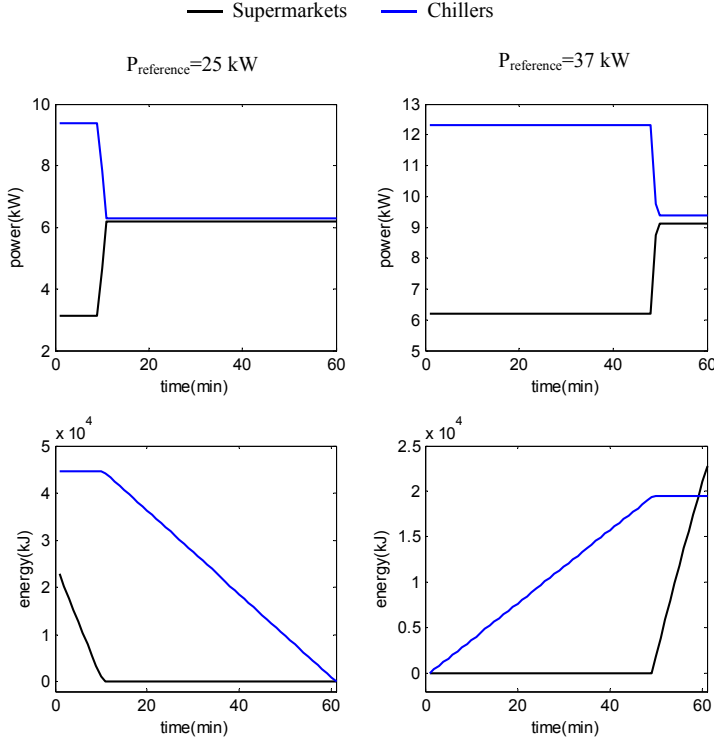 Supermarkets Chillers
Preference=25 kW
Preference=37 kW
10
8
6
4
2
power(kW)
0 20 40 60
time(min)
13
12
11
10
9
8
7
6
5
power(kW)
0 20 40 60
time(min)
x 10^4
5
4
3
2
1
0
energy(kJ)
0 20 40 60
time(min)
x 10^4
2.5
2
1.5
1
0.5
0
energy(kJ)
0 20 40 60
time(min)